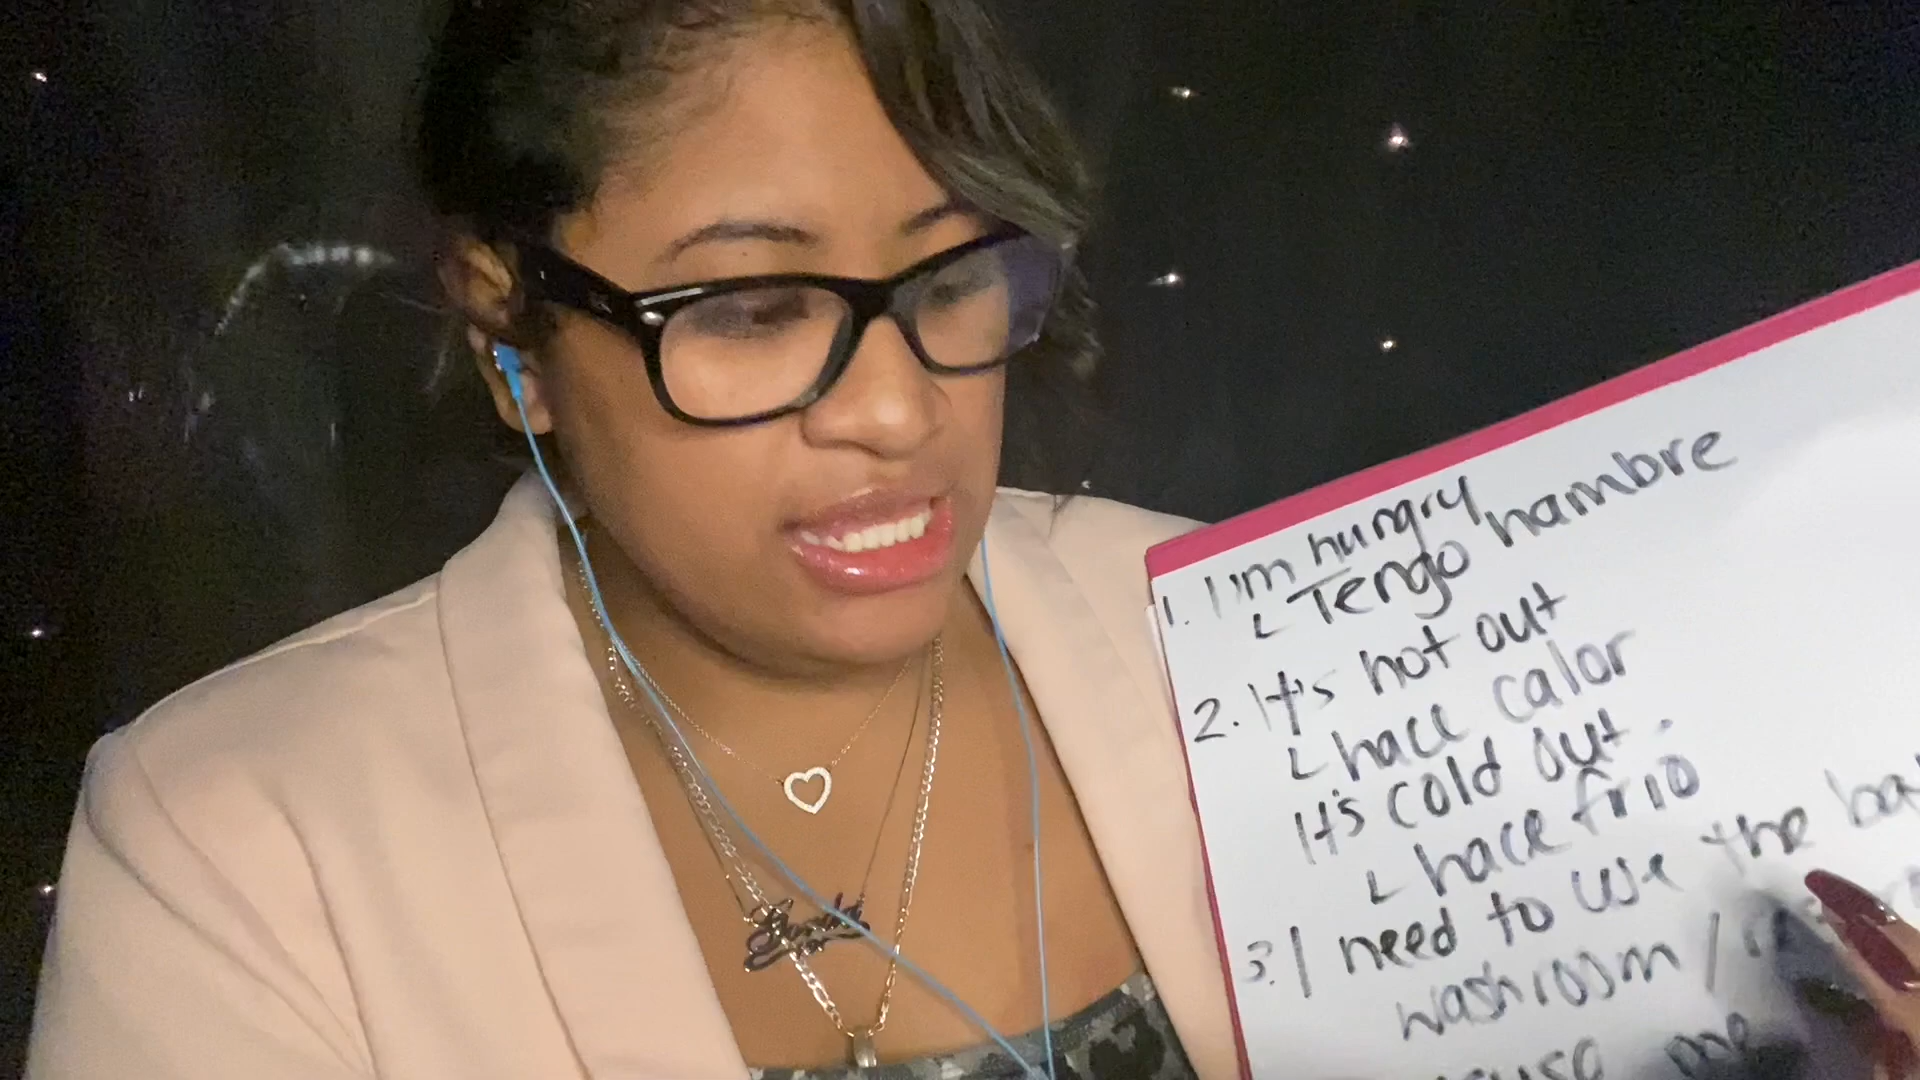 1. I'm hungry
Tengo hambre
2. It's hot out
hace calor
It's cold out.
hace frio
3. I need to use the
washroom /
me